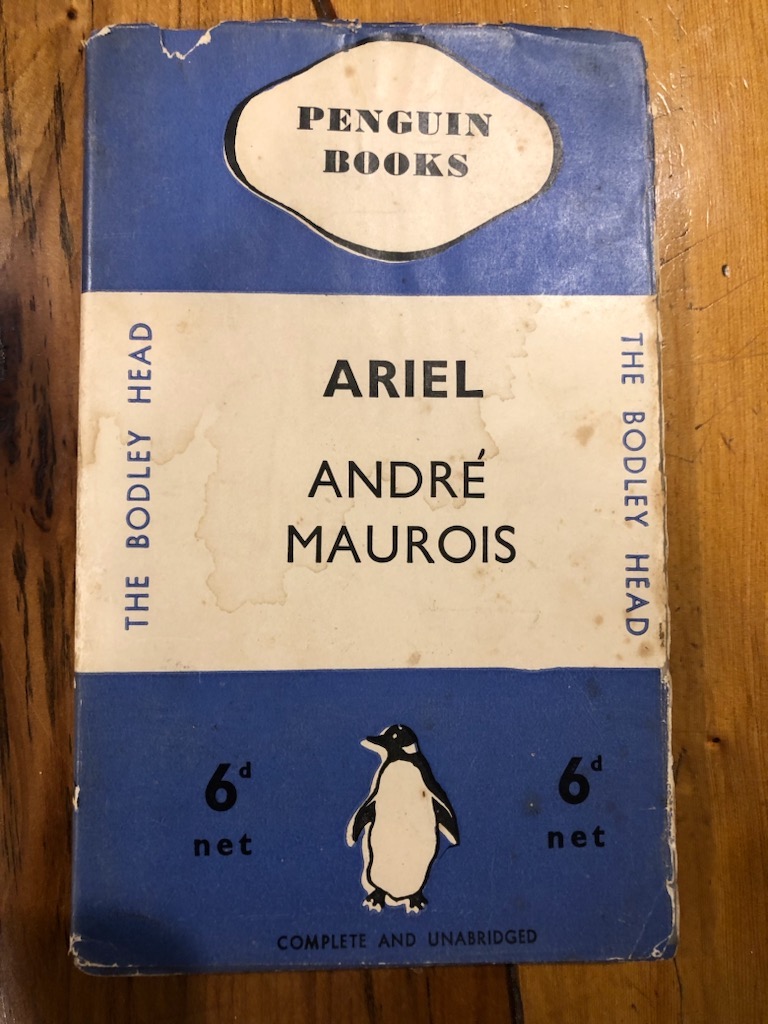 PENGUIN
BOOKS
THE BODLEY HEAD
ARIEL
ANDRÉ
MAUROIS
THE BODLEY HEAD
6d
net
6d
net
COMPLETE AND UNABRIDGED